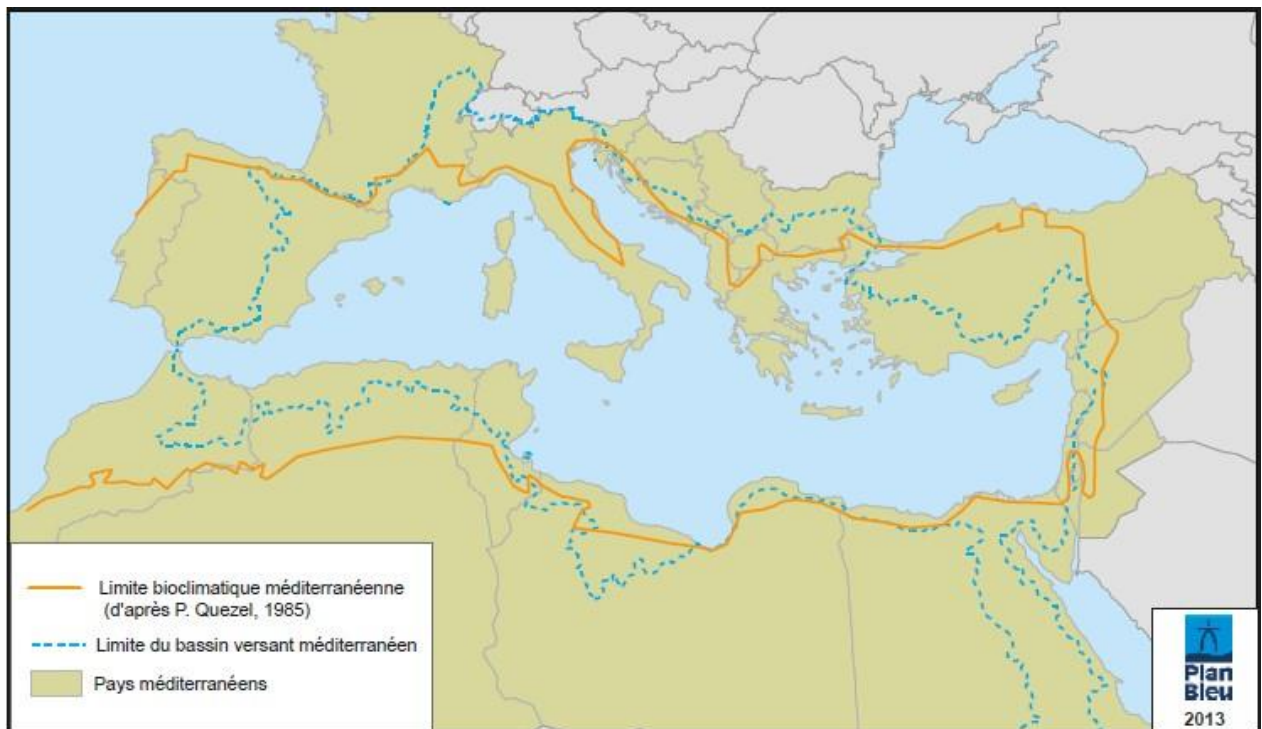 Limite bioclimatique méditerranéenne
(d'après P. Quezel, 1985)
Limite du bassin versant méditerranéen
Pays méditerranéens
Plan
Bleu
2013